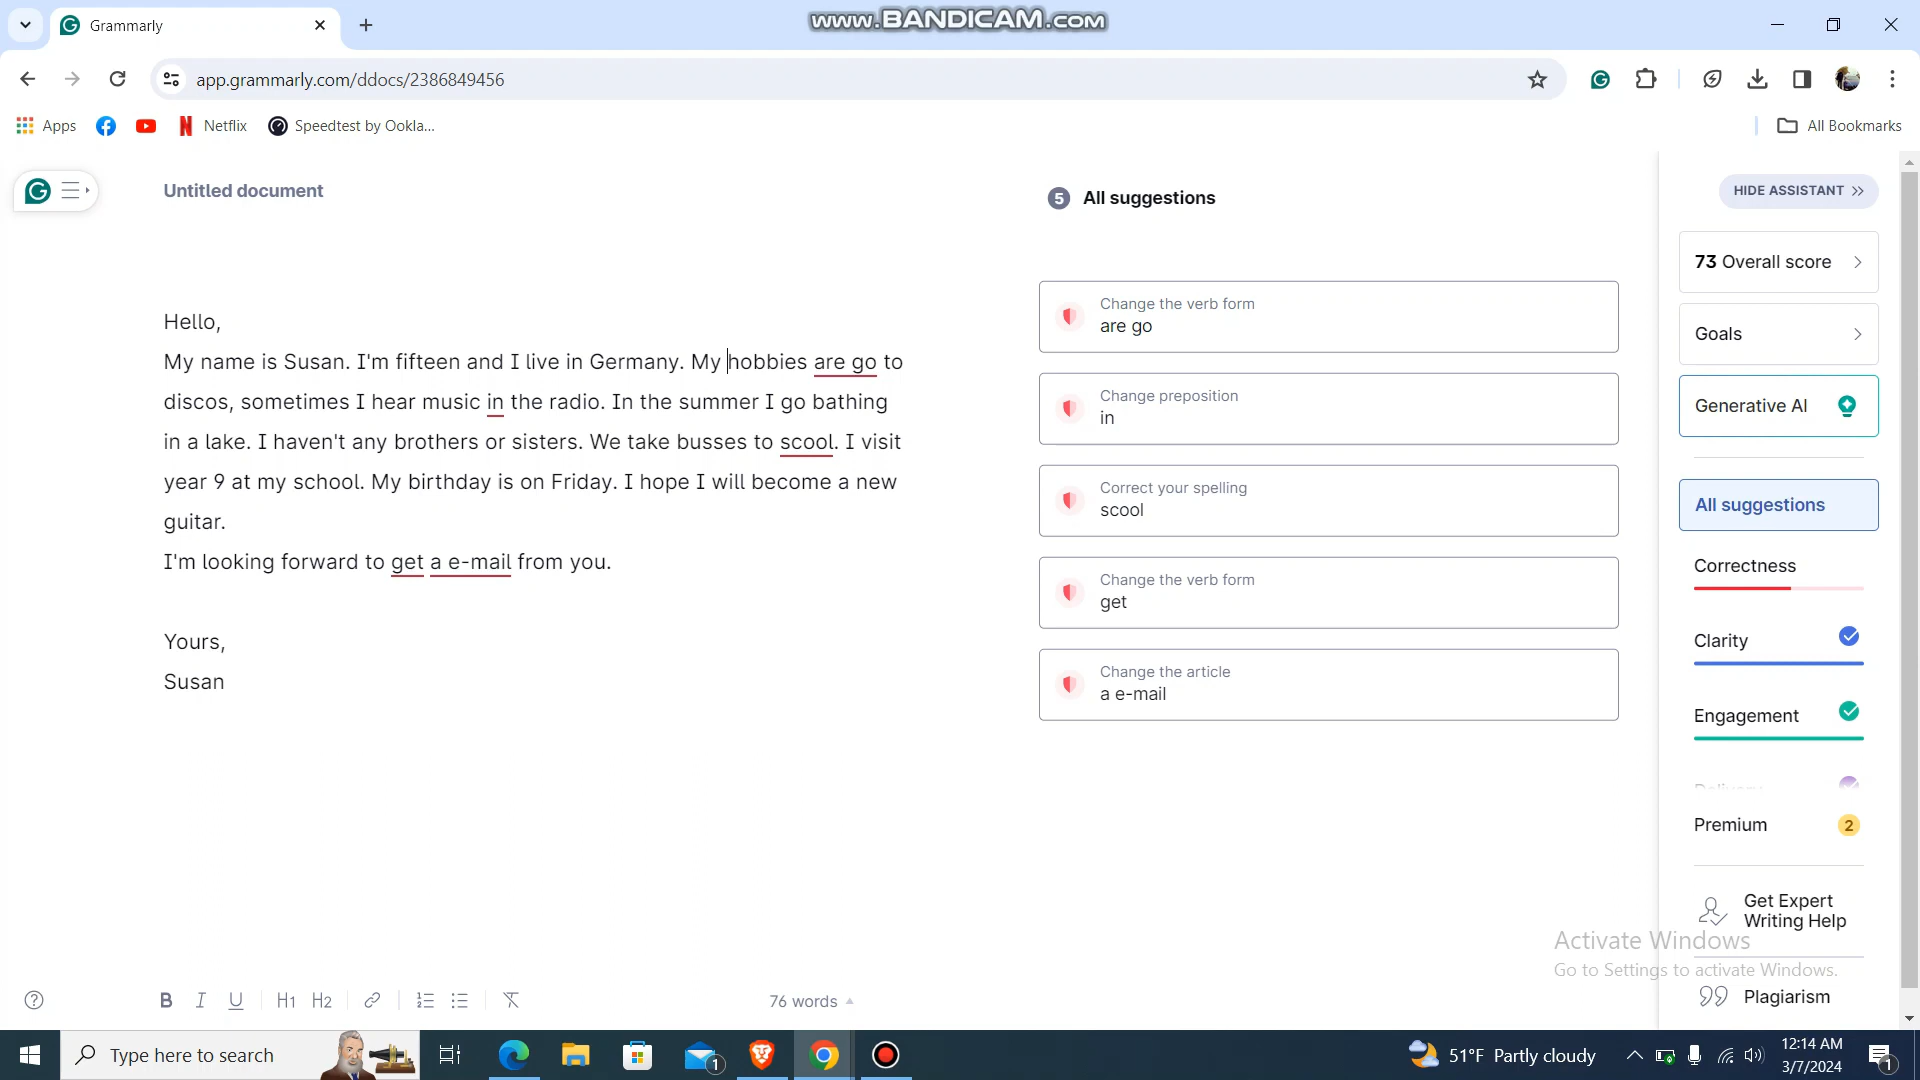 Grammarly
www.BANDICAM.com
app.grammarly.com/ddocs/2386849456
Apps
Netflix
Speedtest by Ookla...
All Bookmarks
Untitled document
5 All suggestions
HIDE ASSISTANT
Hello,
My name is Susan. I'm fifteen and I live in Germany. My hobbies are go to
discos, sometimes I hear music in the radio. In the summer I go bathing
in a lake. I haven't any brothers or sisters. We take busses to scool. I visit
year 9 at my school. My birthday is on Friday. I hope I will become a new
guitar.
I'm looking forward to get a e-mail from you.
Yours,
Susan
Change the verb form
are go
Change preposition
in
Correct your spelling
scool
Change the verb form
get
Change the article
a e-mail
73 Overall score
Goals
Generative AI
All suggestions
Correctness
Clarity
Engagement
Delivery
Premium 2
Get Expert
Writing Help
Activate Windows
Go to Settings to activate Windows.
Plagiarism
B I U H1 H2
76 words
Type here to search
1
51°F Partly cloudy
12:14 AM
3/7/2024
1